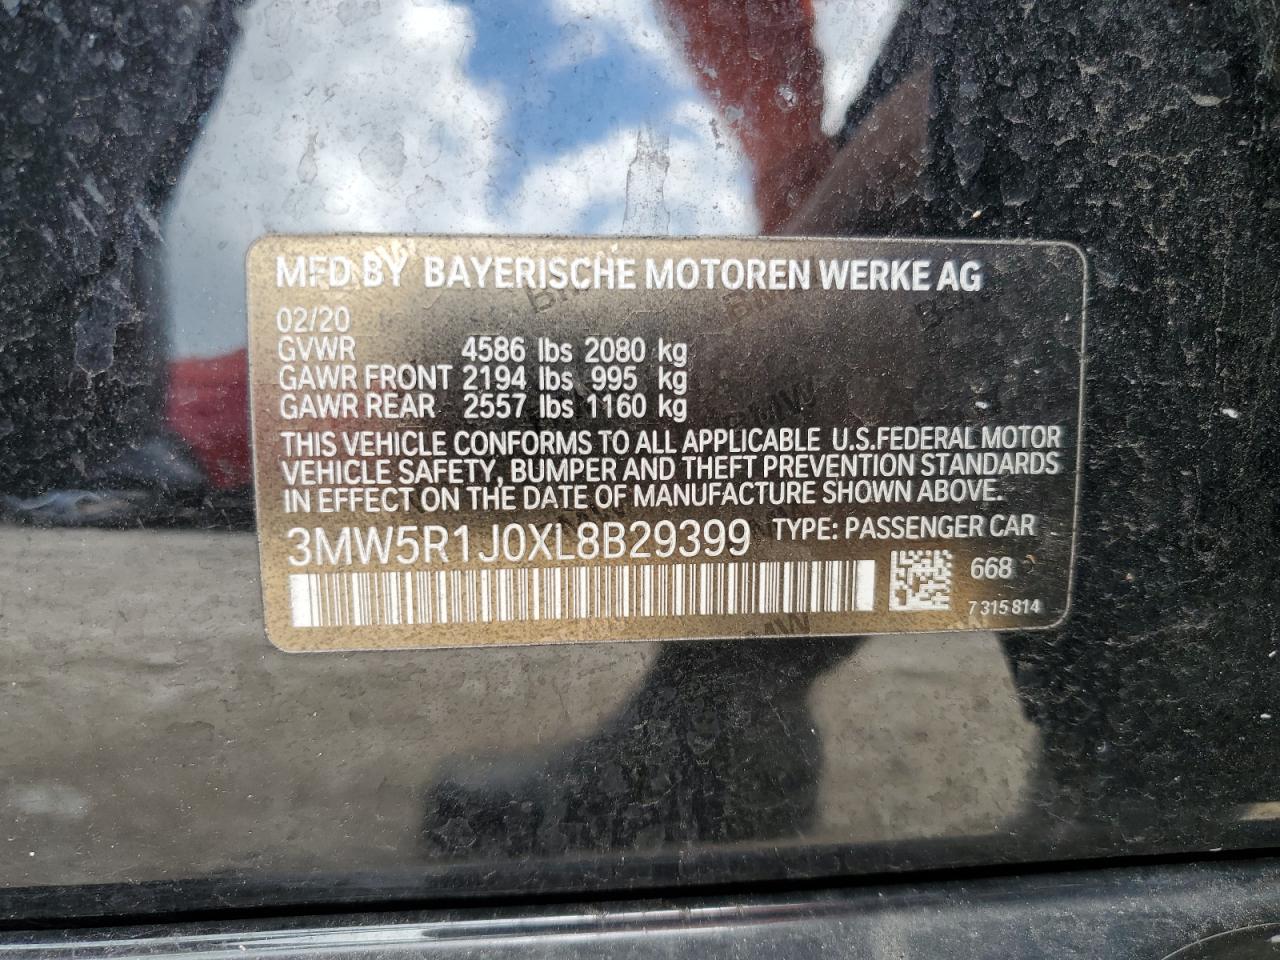 MFD BY BAYERISCHE MOTOREN WERKE AG
02/20
GVWR 4586 lbs 2080 kg
GAWR FRONT 2194 lbs 995 kg
GAWR REAR 2557 lbs 1160 kg
THIS VEHICLE CONFORMS TO ALL APPLICABLE U.S.FEDERAL MOTOR
VEHICLE SAFETY, BUMPER AND THEFT PREVENTION STANDARDS
IN EFFECT ON THE DATE OF MANUFACTURE SHOWN ABOVE.
3MW5R1J0XL8B29399 TYPE: PASSENGER CAR
668
7 315 814